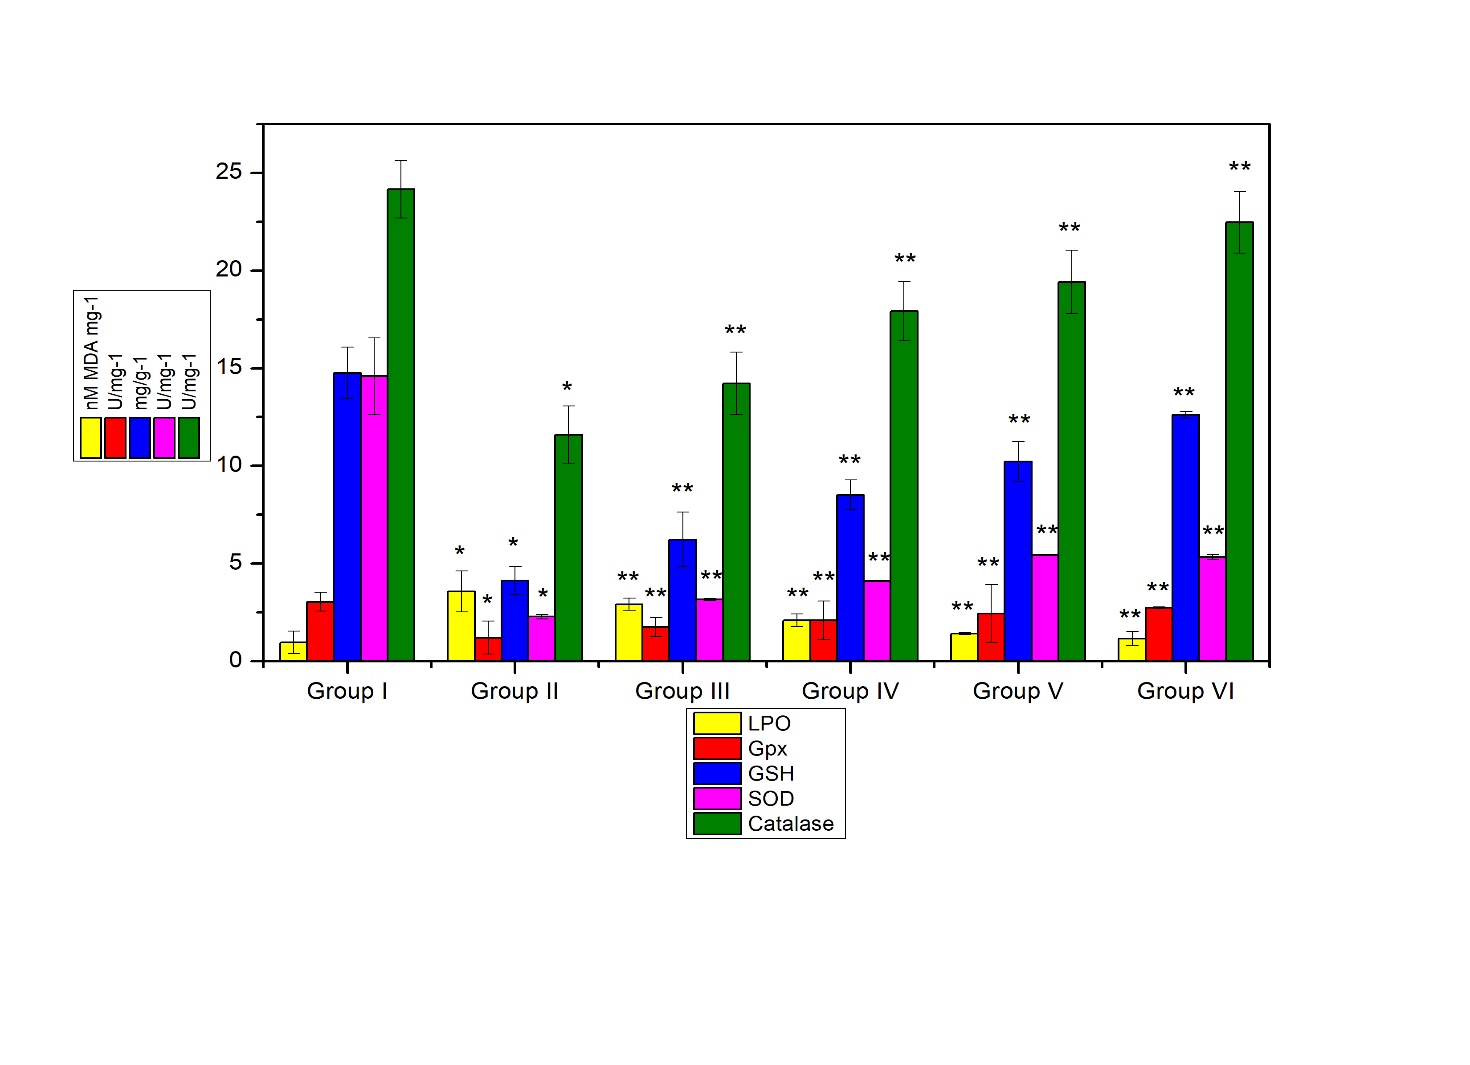 25
20
15
10
5
0
nM MDA mg-1
U/mg-1
mg/g-1
U/mg-1
U/mg-1
**
**
**
**
*
**
**
**
**
*
*
*
*
**
**
**
**
**
**
**
**
**
**
**
**
Group I Group II Group III Group IV Group V Group VI
LPO
Gpx
GSH
SOD
Catalase